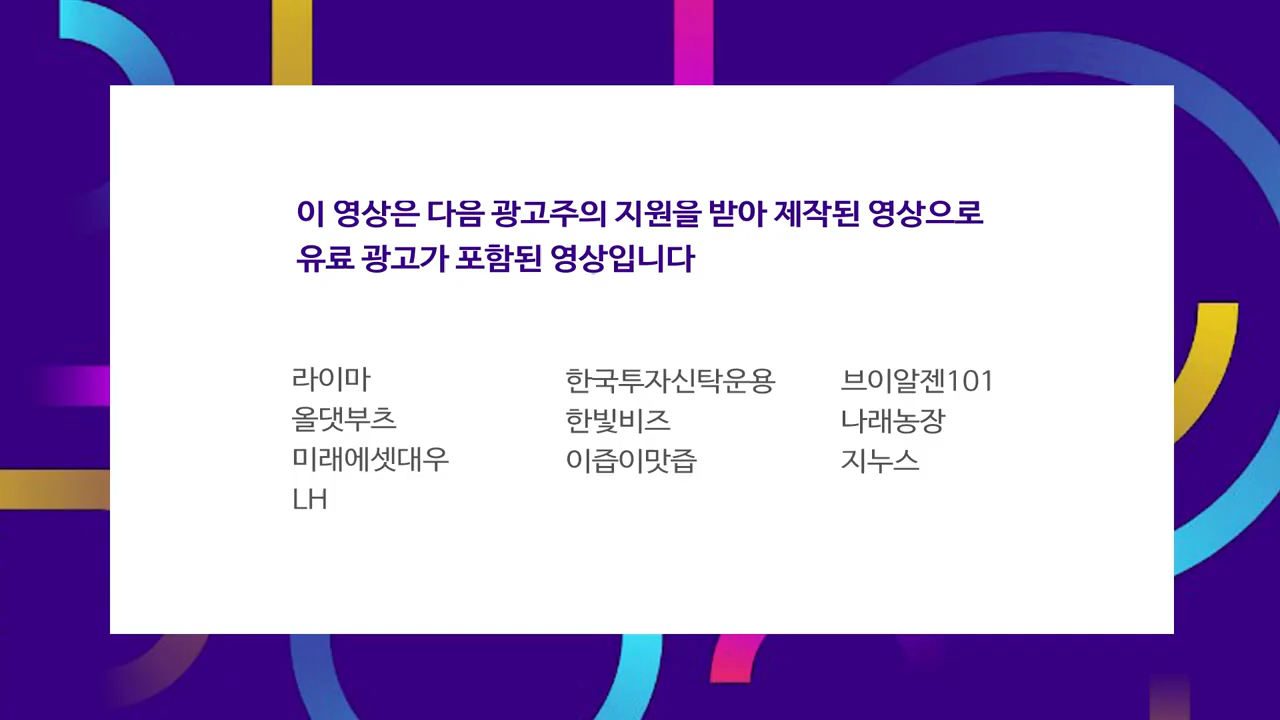 이 영상은 다음 광고주의 지원을 받아 제작된 영상으로
유료 광고가 포함된 영상입니다
라이마
올댓부츠
미래에셋대우
LH
한국투자신탁운용
한빛비즈
이즙이맛즙
브이알젠101
나래농장
지누스